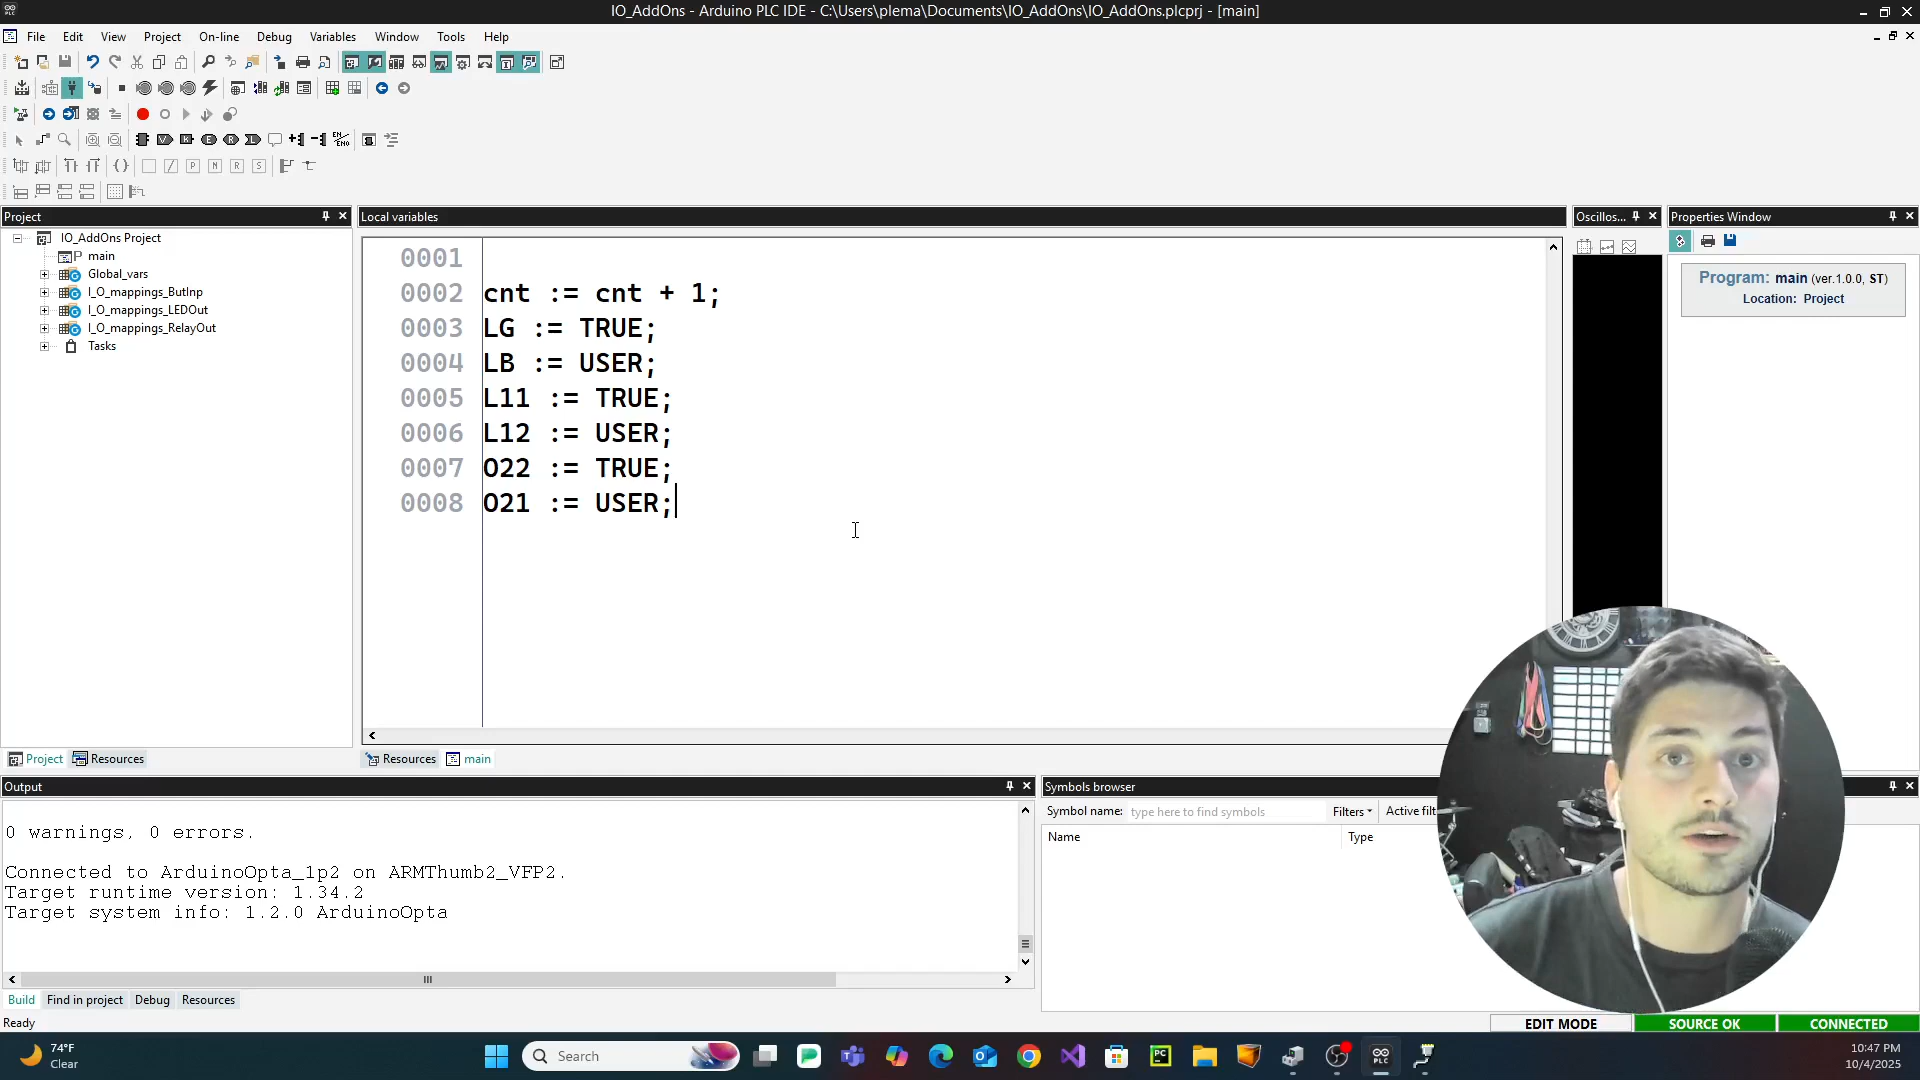 IO_AddOns - Arduino PLC IDE - C:\Users\plema\Documents\IO_AddOns\IO_AddOns.plcprj - [main]
File Edit View Project On-line Debug Variables Window Tools Help
Project
Local variables
Oscillos...
Properties Window
IO_AddOns Project
main
Global_vars
I_O_mappings_ButInp
I_O_mappings_LEDOut
I_O_mappings_RelayOut
Tasks
0001
0002 cnt := cnt + 1;
0003 LG := TRUE;
0004 LB := USER;
0005 L11 := TRUE;
0006 L12 := USER;
0007 O22 := TRUE;
0008 O21 := USER;
Program: main (ver.1.0.0, ST)
Location: Project
Project Resources
Resources main
Output
0 warnings, 0 errors.
Connected to ArduinoOpta_1p2 on ARMThumb2_VFP2.
Target runtime version: 1.34.2
Target system info: 1.2.0 ArduinoOpta
Build Find in project Debug Resources
Symbols browser
Symbol name: type here to find symbols Filters Active filt
Name Type
Ready
EDIT MODE SOURCE OK CONNECTED
74°F
Clear
Search
10:47 PM
10/4/2025